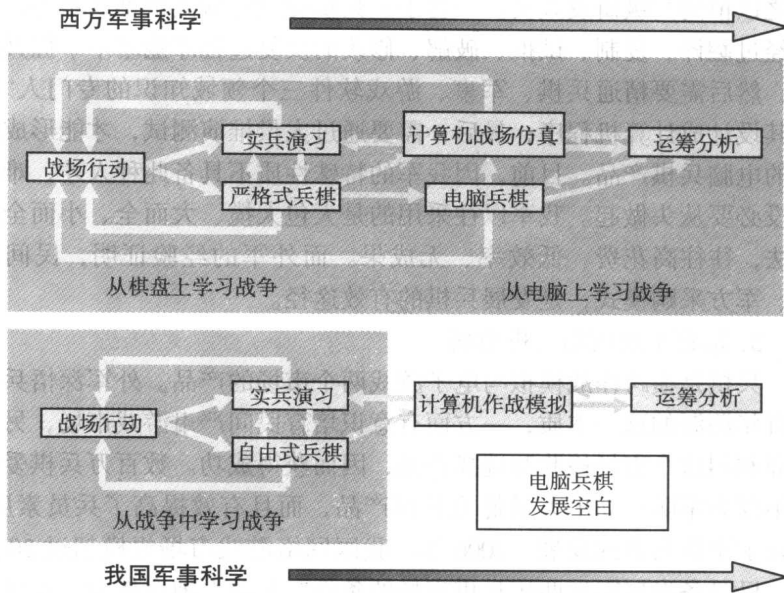 西方军事科学
战场行动
实兵演习
严格式兵棋
计算机战场仿真
电脑兵棋
运筹分析
从棋盘上学习战争
从电脑上学习战争
战场行动
实兵演习
自由式兵棋
计算机作战模拟
运筹分析
从战争中学习战争
电脑兵棋
发展空白
我国军事科学